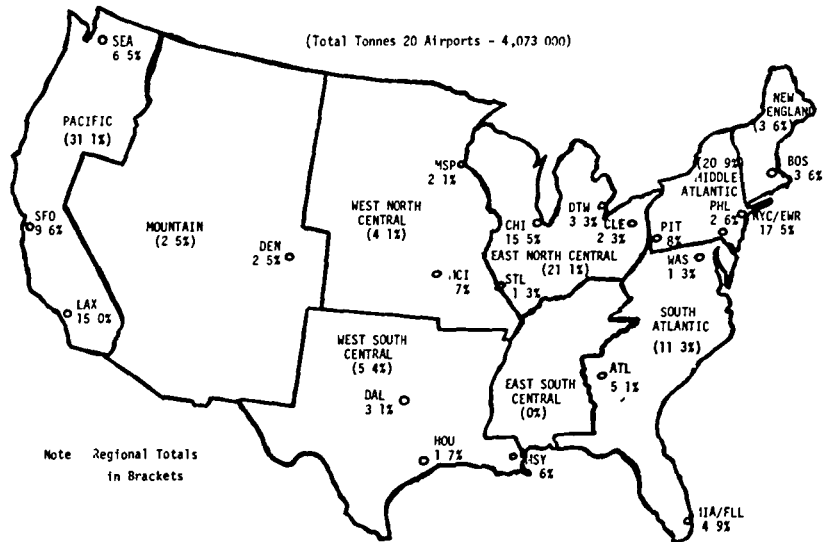 (Total Tonnes 20 Airports - 4,073 000)
SEA
6 5%
PACIFIC
(31 1%)
SFO
9 6%
LAX
15 0%
MOUNTAIN
(2 5%)
DEN
2 5%
WEST NORTH
CENTRAL
(4 1%)
MSP
2 1%
MCI
7%
STL
1 3%
WEST SOUTH
CENTRAL
(5 4%)
DAL
3 1%
HOU
1 7%
MSY
6%
EAST SOUTH
CENTRAL
(0%)
CHI
15 5%
DTW
3 3%
CLE
2 3%
EAST NORTH
CENTRAL
(21 1%)
NEW
ENGLAND
(3 6%)
BOS
3 6%
(20 9%)
MIDDLE
ATLANTIC
PHL
2 6%
NYC/EWR
17 5%
PIT
8%
WAS
1 3%
SOUTH
ATLANTIC
(11 3%)
ATL
5 1%
MIA/FLL
4 9%
Note Regional Totals
in Brackets